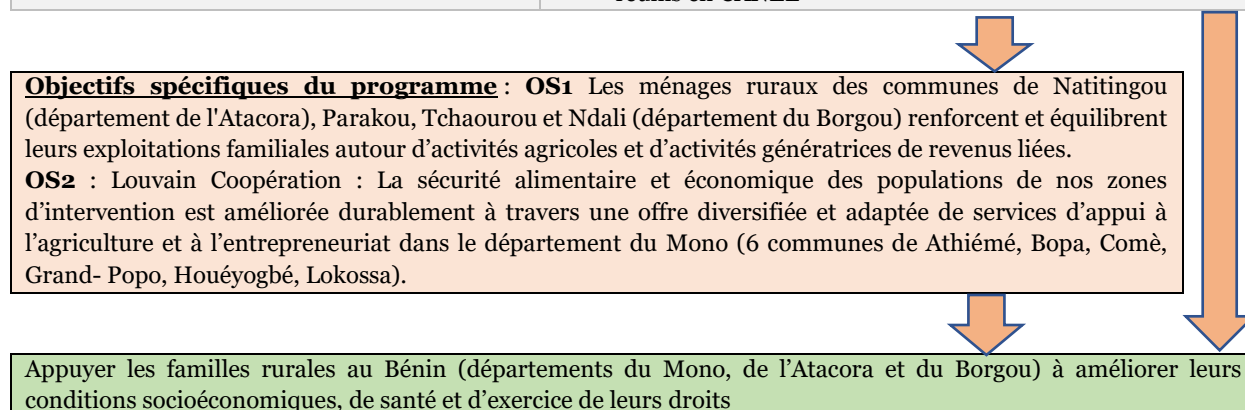 Objectifs spécifiques du programme : OS1 Les ménages ruraux des communes de Natitingou
(département de l'Atacora), Parakou, Tchaourou et Ndali (département du Borgou) renforcent et équilibrent
leurs exploitations familiales autour d’activités agricoles et d’activités génératrices de revenus liées.
OS2 : Louvain Coopération : La sécurité alimentaire et économique des populations de nos zones
d’intervention est améliorée durablement à travers une offre diversifiée et adaptée de services d’appui à
l’agriculture et à l’entrepreneuriat dans le département du Mono (6 communes de Athiémé, Bopa, Comè,
Grand- Popo, Houéyogbé, Lokossa).
Appuyer les familles rurales au Bénin (départements du Mono, de l’Atacora et du Borgou) à améliorer leurs
conditions socioéconomiques, de santé et d’exercice de leurs droits